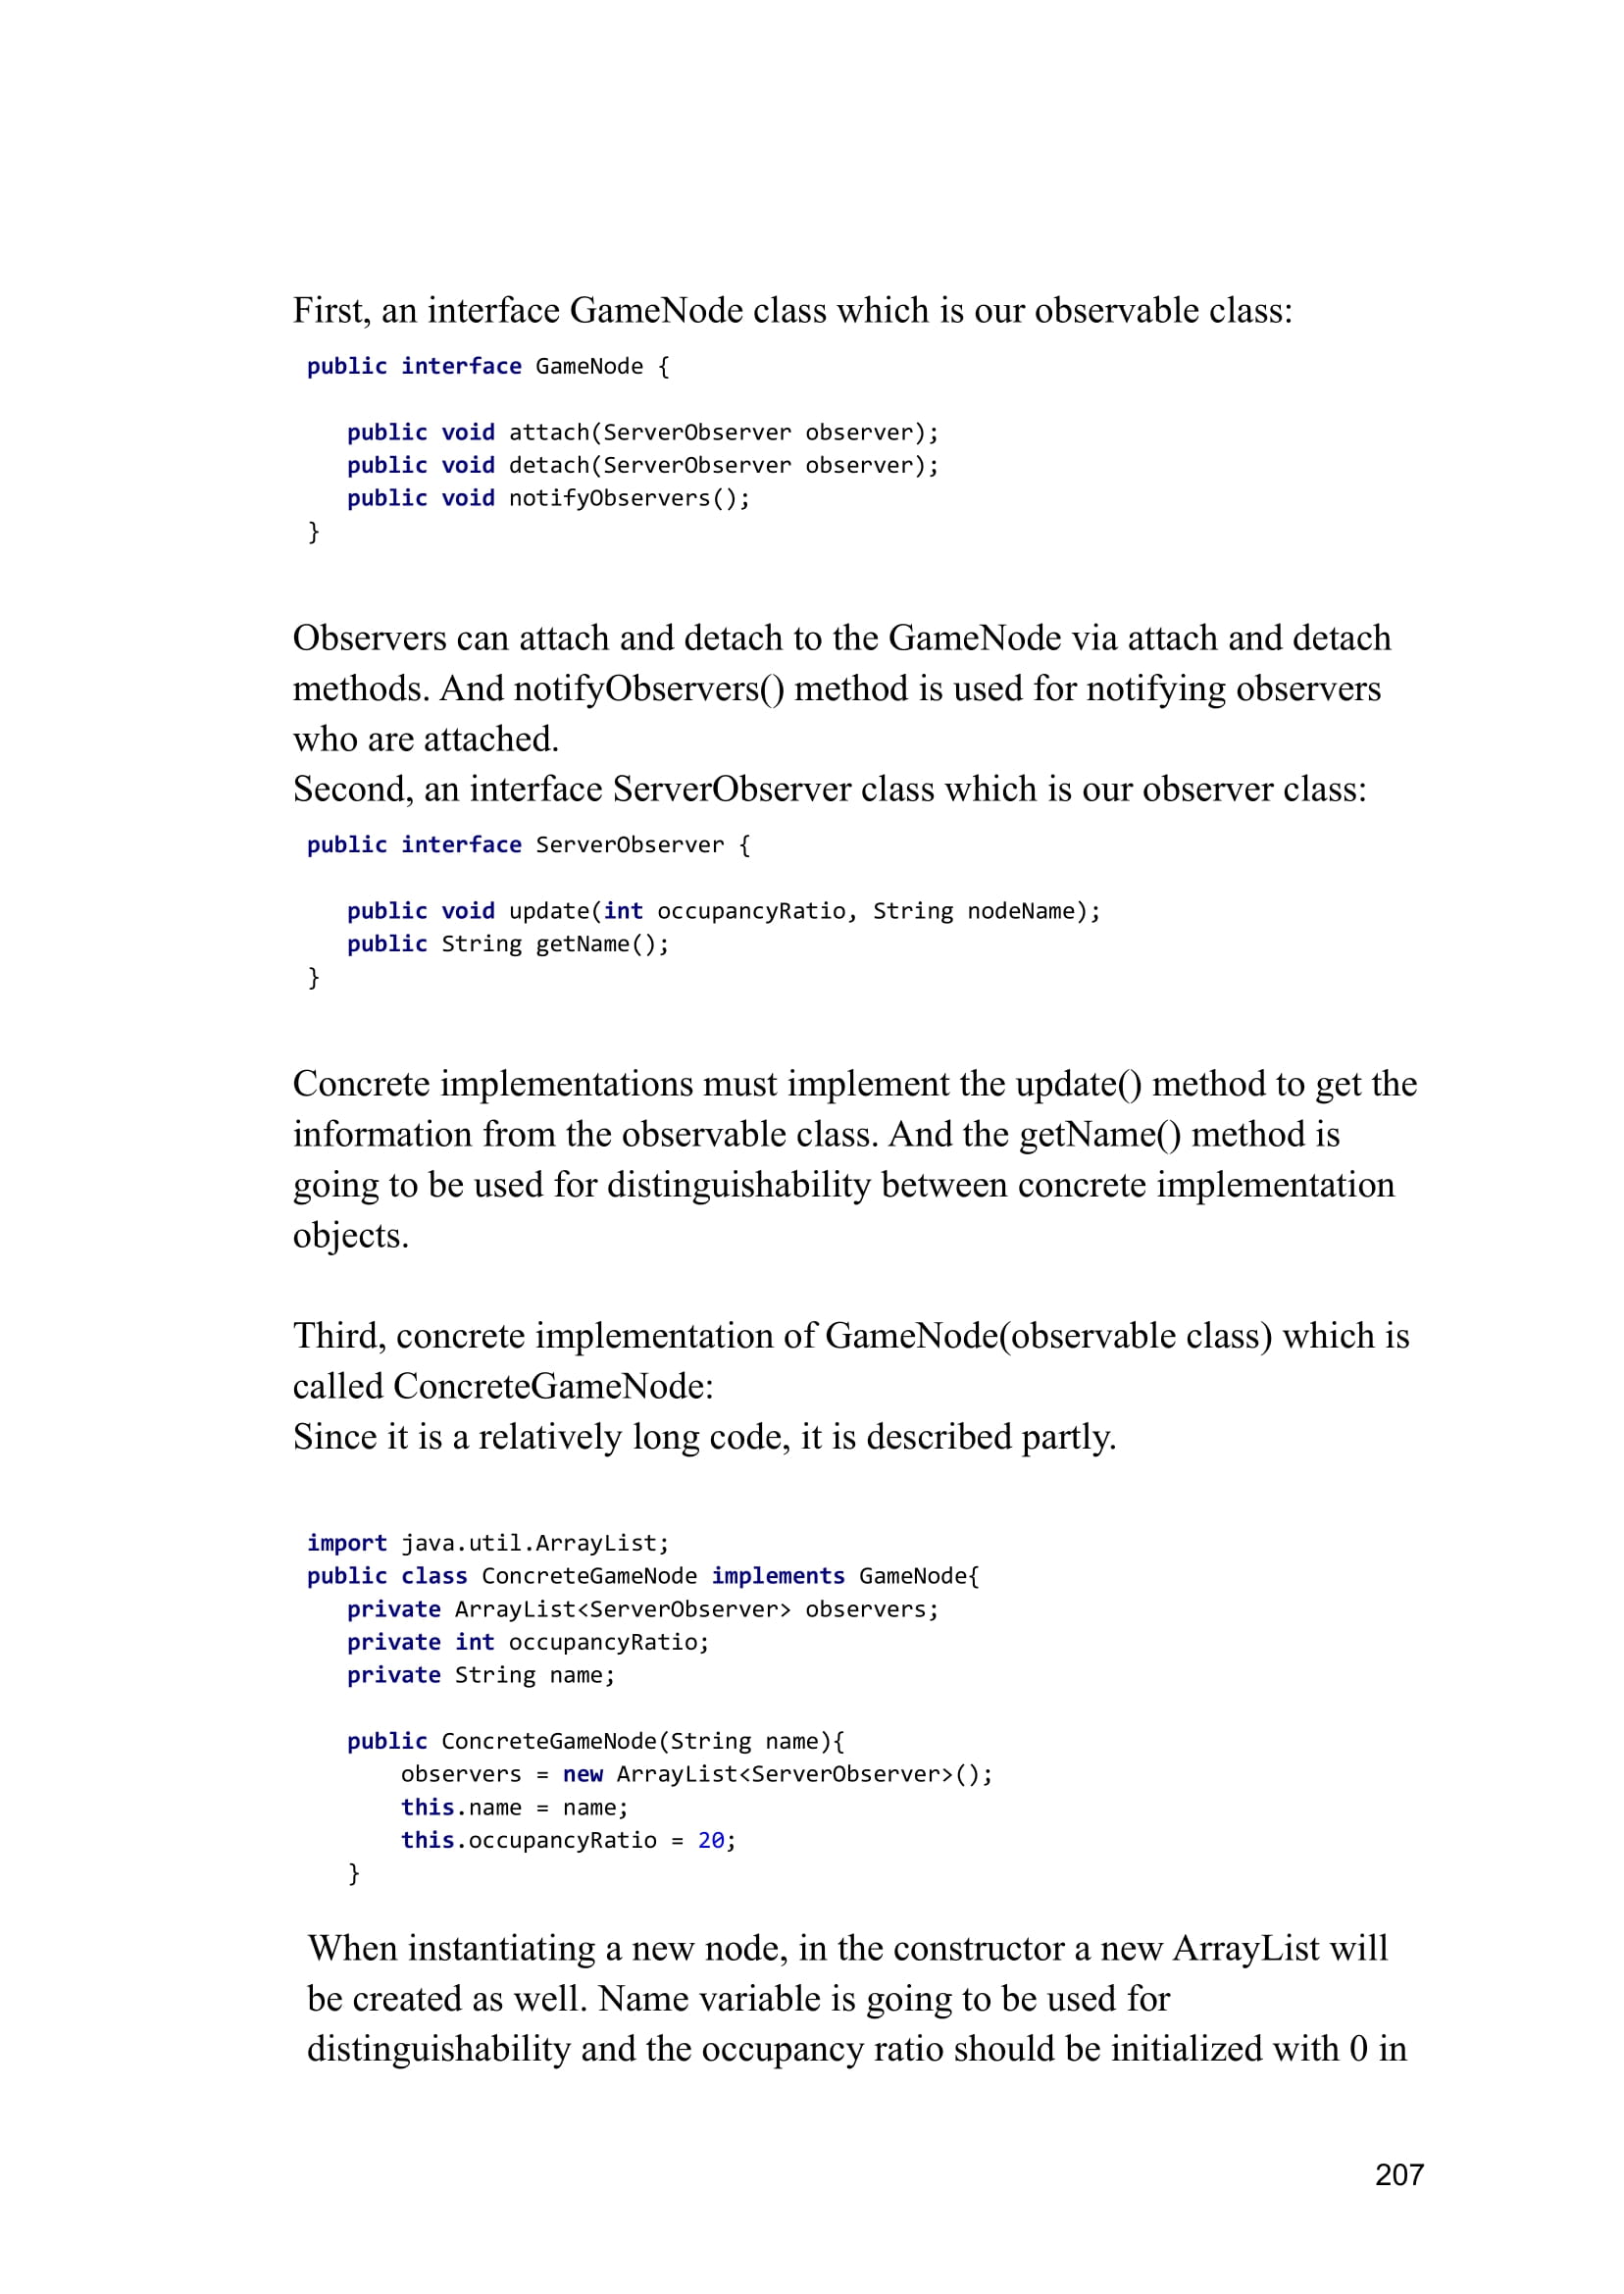 First, an interface GameNode class which is our observable class:
public interface GameNode {
public void attach(ServerObserver observer);
public void detach(ServerObserver observer);
public void notifyObservers();
}
Observers can attach and detach to the GameNode via attach and detach
methods. And notifyObservers() method is used for notifying observers
who are attached.
Second, an interface ServerObserver class which is our observer class:
public interface ServerObserver {
public void update(int occupancyRatio, String nodeName);
public String getName();
}
Concrete implementations must implement the update() method to get the
information from the observable class. And the getName() method is
going to be used for distinguishability between concrete implementation
objects.
Third, concrete implementation of GameNode(observable class) which is
called ConcreteGameNode:
Since it is a relatively long code, it is described partly.
import java.util.ArrayList;
public class ConcreteGameNode implements GameNode{
private ArrayList<ServerObserver> observers;
private int occupancyRatio;
private String name;
public ConcreteGameNode(String name){
observers = new ArrayList<ServerObserver>();
this.name = name;
this.occupancyRatio = 20;
}
When instantiating a new node, in the constructor a new ArrayList will
be created as well. Name variable is going to be used for
distinguishability and the occupancy ratio should be initialized with 0 in
207